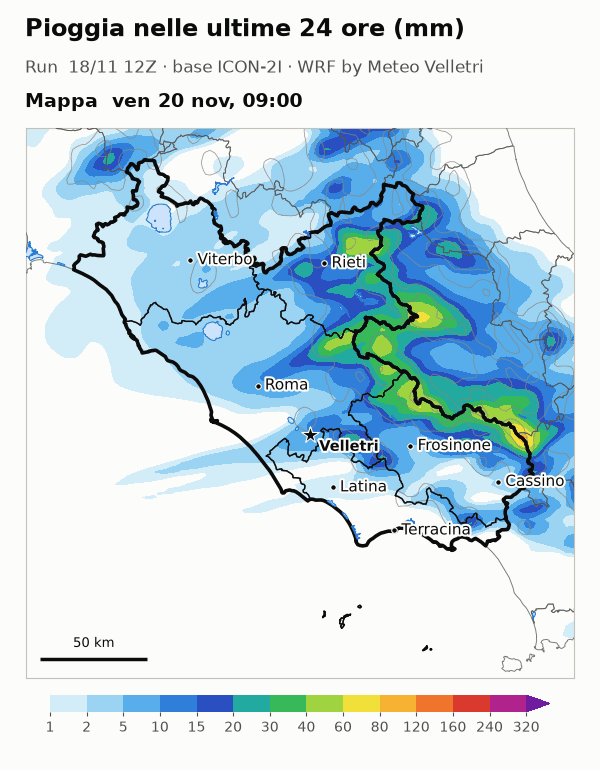 Pioggia nelle ultime 24 ore (mm)
Run 18/11 12Z · base ICON-2I · WRF by Meteo Velletri
Mappa ven 20 nov, 09:00
Viterbo
Rieti
Roma
Velletri
Frosinone
Latina
Cassino
Terracina
50 km
1 2 5 10 15 20 30 40 60 80 120 160 240 320